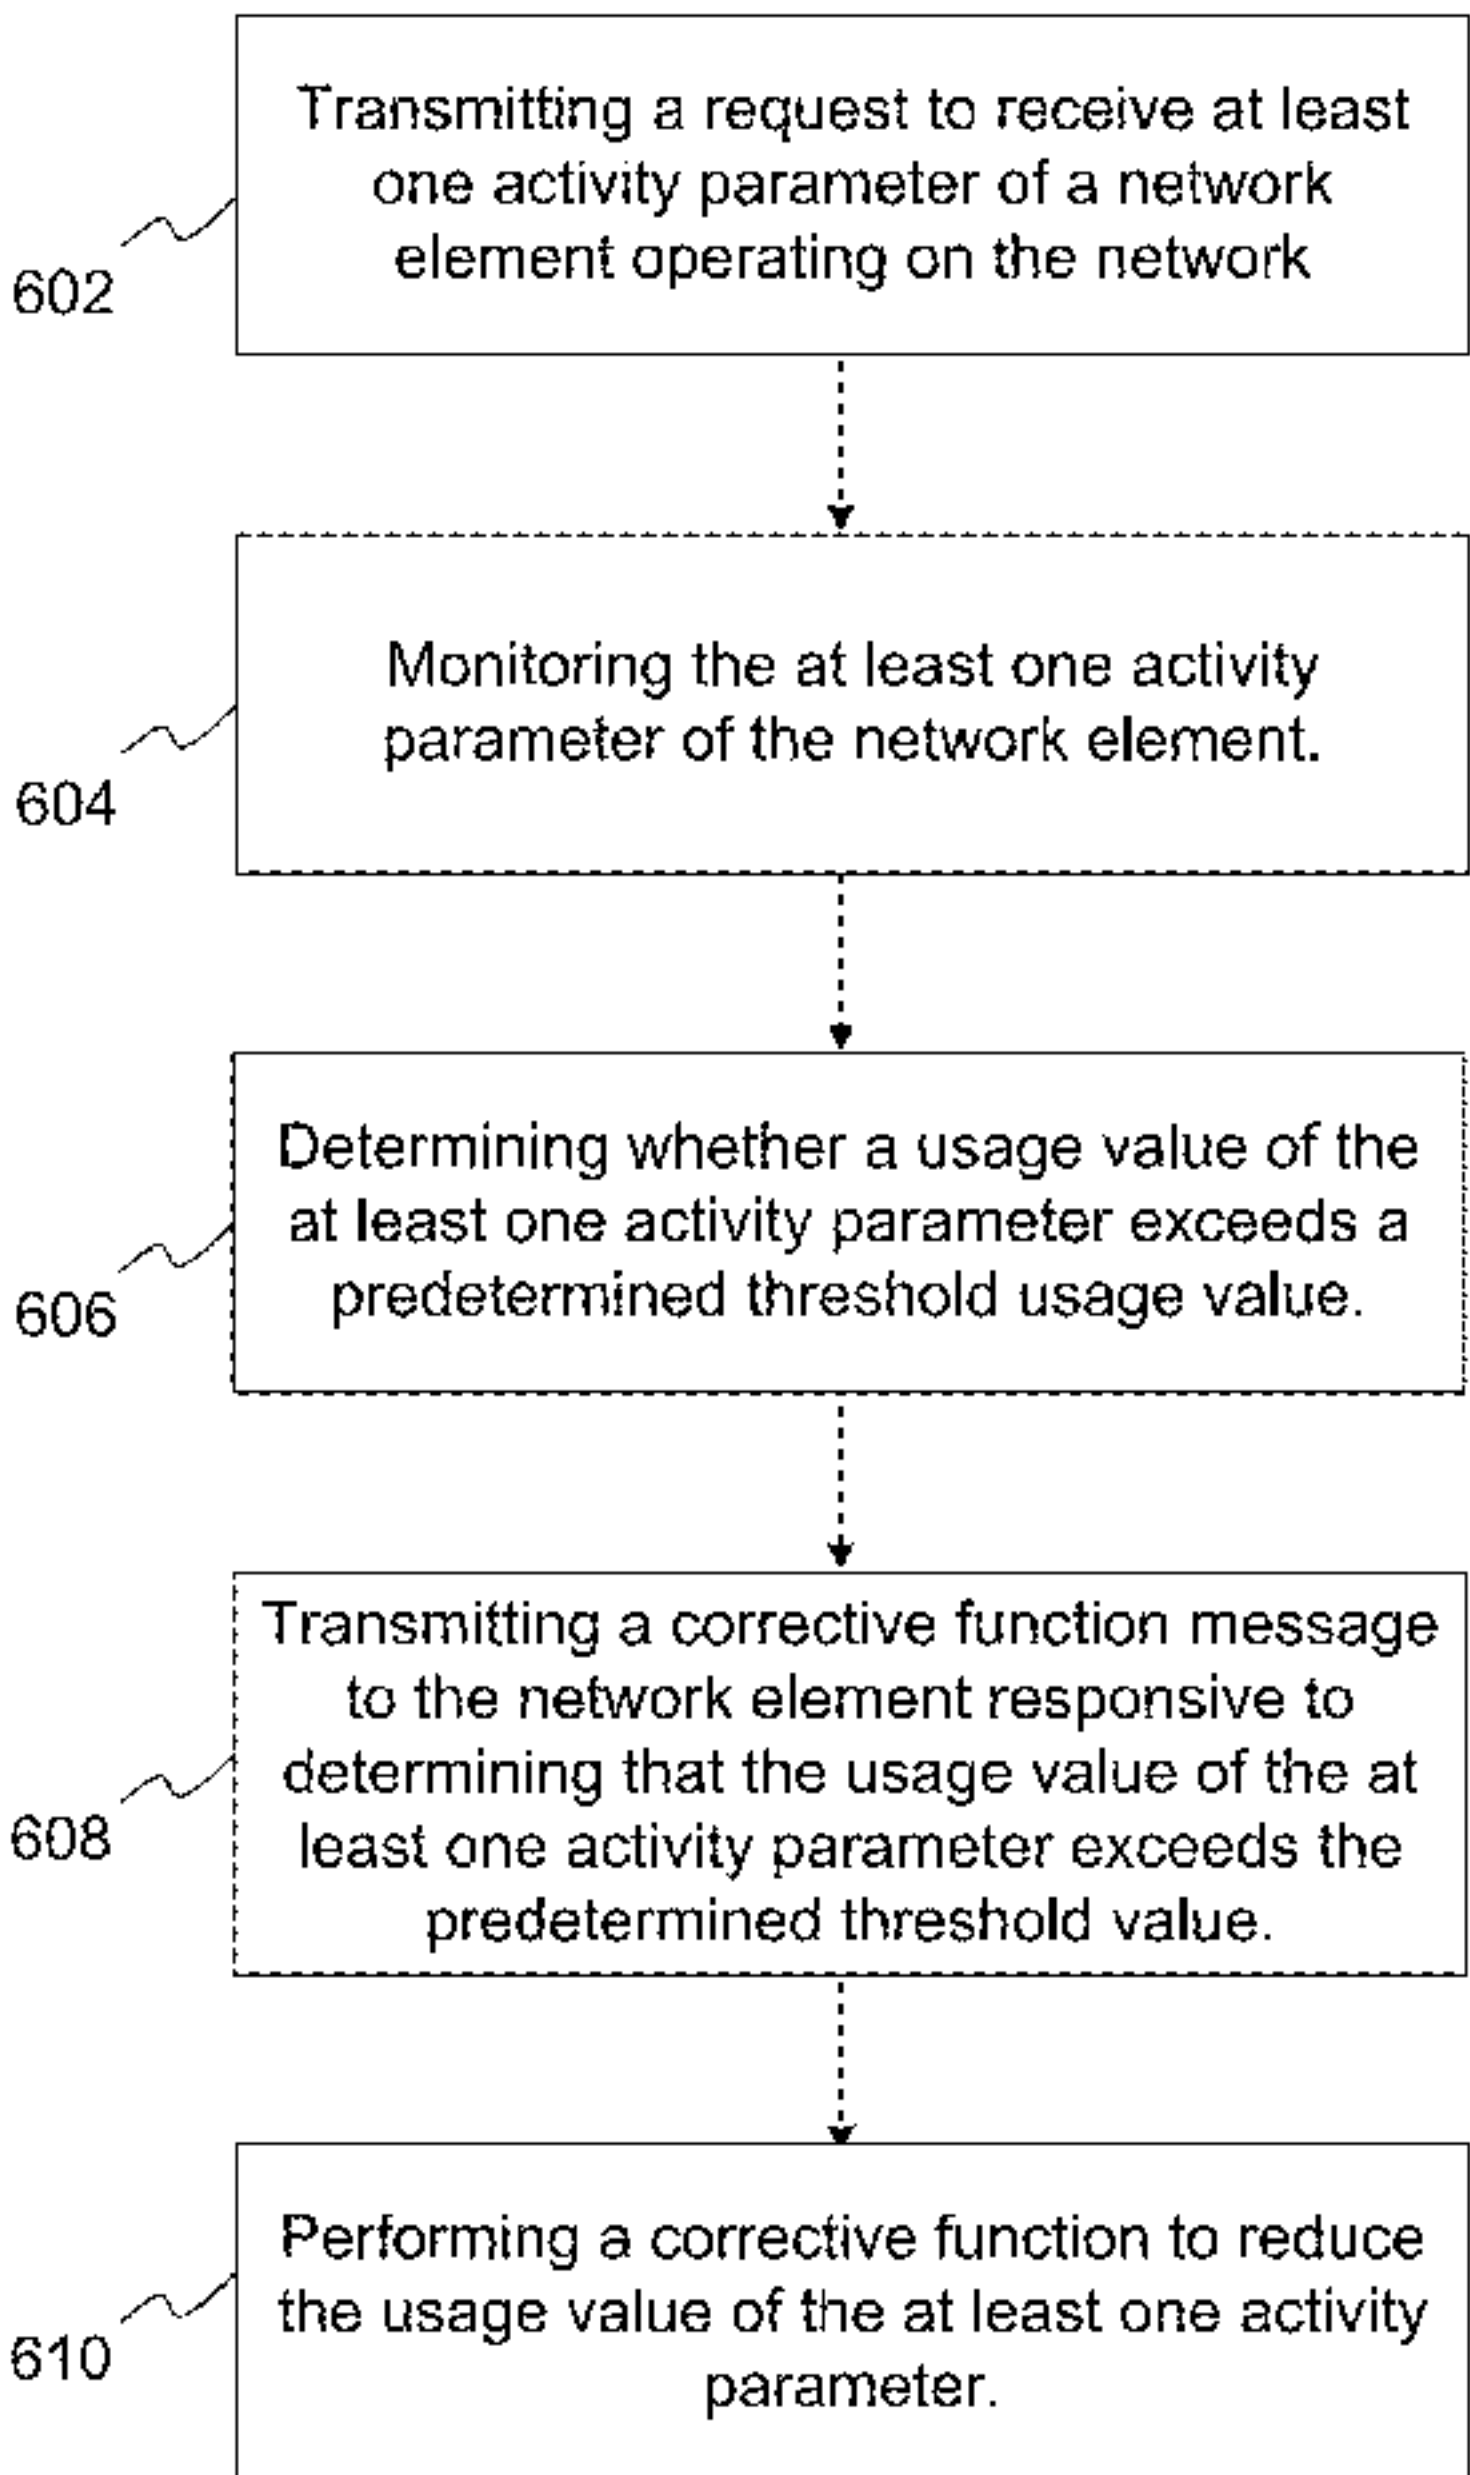 Transmitting a request to receive at least
one activity parameter of a network
element operating on the network
602
Monitoring the at least one activity
parameter of the network element.
604
Determining whether a usage value of the
at least one activity parameter exceeds a
predetermined threshold usage value.
606
Transmitting a corrective function message
to the network element responsive to
determining that the usage value of the at
least one activity parameter exceeds the
predetermined threshold value.
608
Performing a corrective function to reduce
the usage value of the at least one activity
parameter.
610